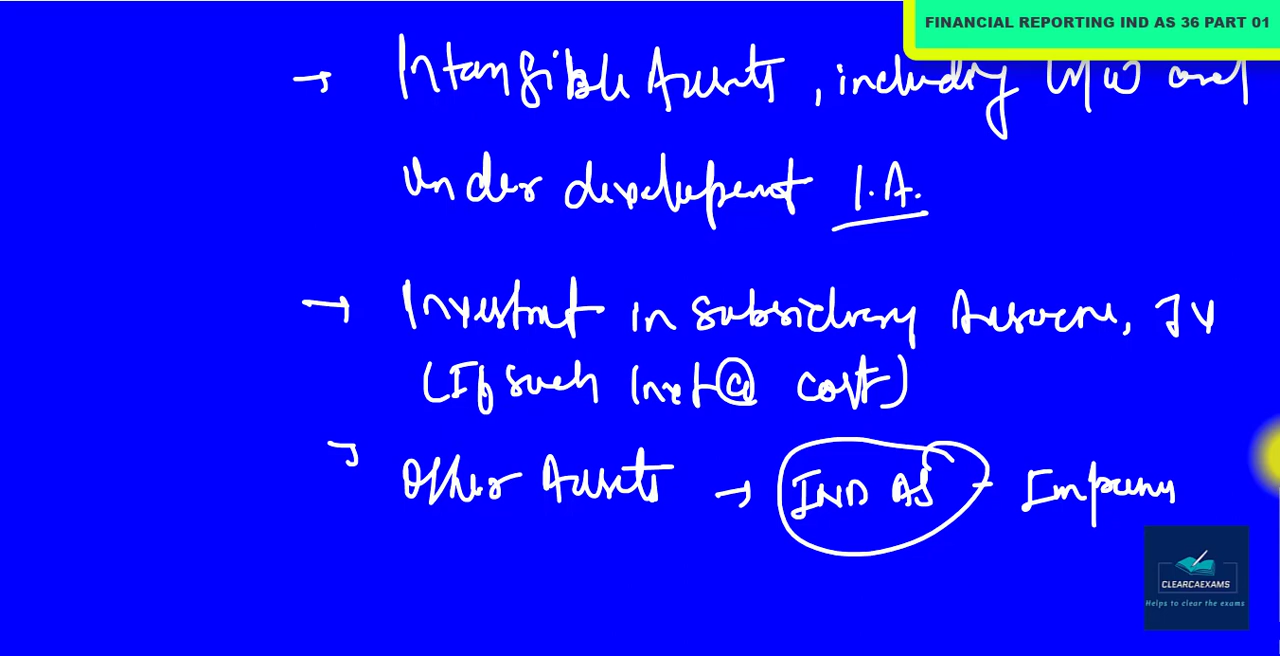 FINANCIAL REPORTING IND AS 36 PART 01
→ Intangible Assets, including G/W and
Under development I.A.
→ Investment in Subsidiary Associate, JV
(If such Invt @ cost)
→ Other Assets → IND AS -
CLEARCAEXAMS
Helps to clear the exams